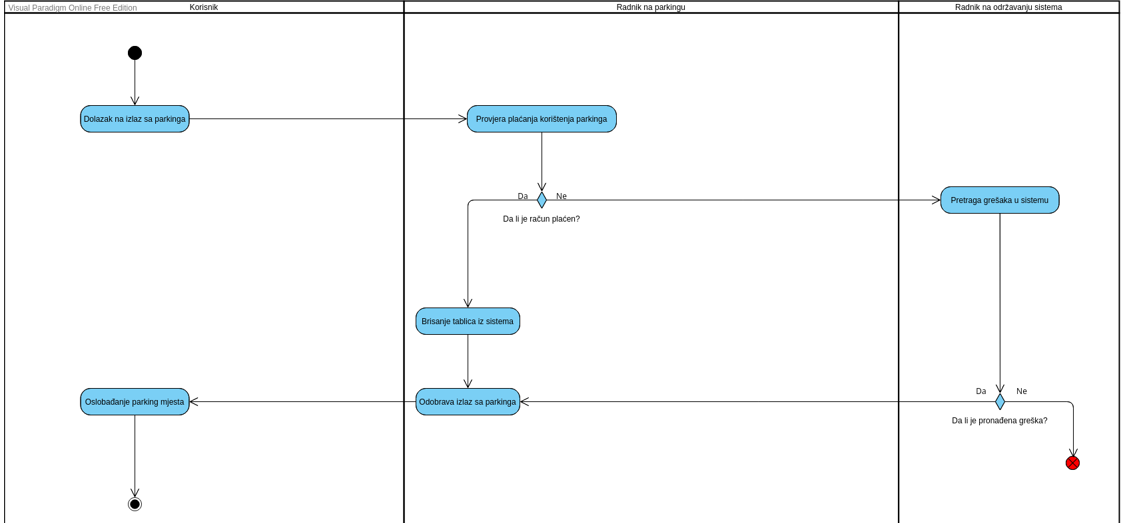 Visual Paradigm Online Free Edition
Korisnik
Radnik na parkingu
Radnik na održavanju sistema
Dolazak na izlaz sa parkinga
Provjera plaćanja korištenja parkinga
Da
Ne
Da li je račun plaćen?
Pretraga grešaka u sistemu
Brisanje tablica iz sistema
Oslobađanje parking mjesta
Odobrava izlaz sa parkinga
Da
Ne
Da li je pronađena greška?